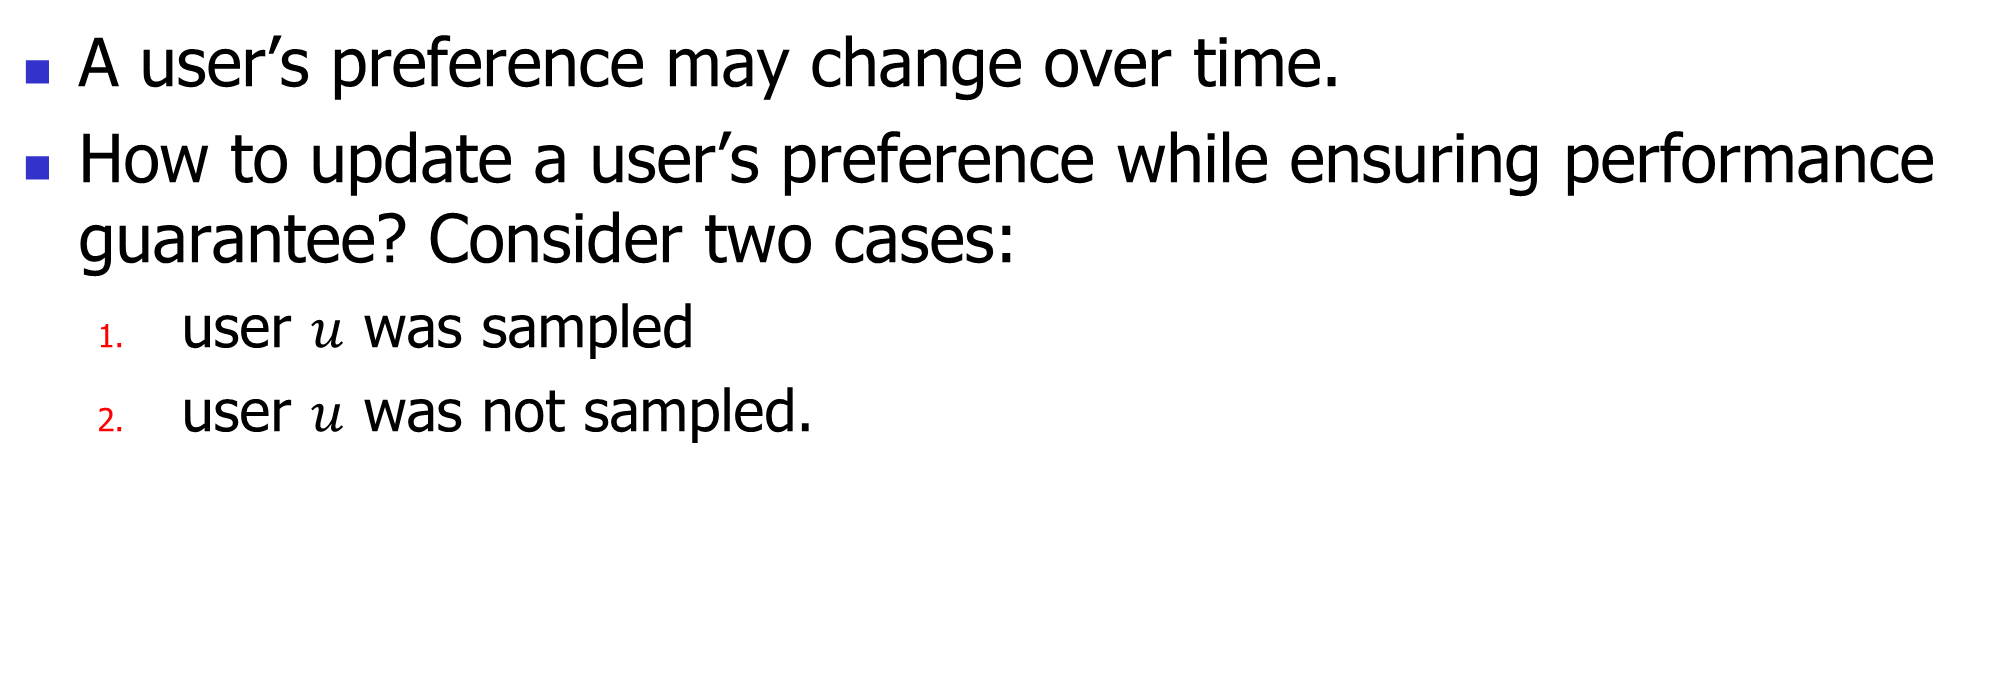 A user’s preference may change over time.
How to update a user’s preference while ensuring performance
guarantee? Consider two cases:
1. user 𝑢 was sampled
2. user 𝑢 was not sampled.